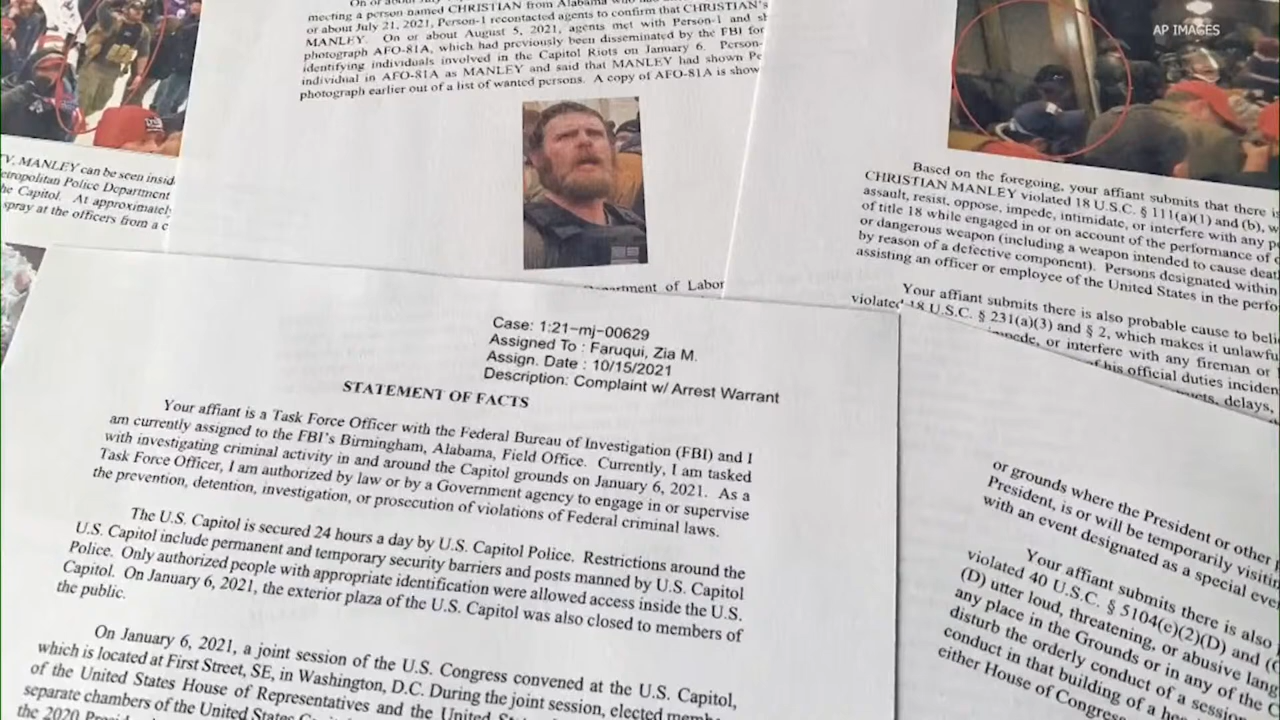 AP IMAGES
meeting a person named CHRISTIAN from Alabama who had
or about July 21, 2021, Person-1 recontacted agents to confirm that CHRISTIAN's
MANLEY. On or about August 5, 2021, agents met with Person-1 and
photograph AFO-81A, which had previously been disseminated by the FBI for
identifying individuals involved in the Capitol Riots on January 6.
individual in AFO-81A as MANLEY and said that MANLEY had shown
photograph earlier out of a list of wanted persons. A copy of AFO-81A is
V. MANLEY can be seen
Metropolitan Police Department
the Capitol. At
spray at the officers from a
of Labor
Based on the foregoing, your affiant submits that there
CHRISTIAN MANLEY violated 18 U.S.C. § 111(a)(1) and (b),
assault, resist, oppose, impede, intimidate, or interfere with any
of title 18 while engaged in or on account of the performance of
or dangerous weapon (including a weapon intended to cause
by reason of a defective component). Persons designated within
assisting an officer or employee of the United States in the
Your affiant submits there is also probable cause to
violated 18 U.S.C. § 231(a)(3) and § 2, which makes it
or interfere with any fireman or
his official duties
delays,
Case: 1:21-mj-00629
Assigned To : Faruqui, Zia M.
Assign. Date : 10/15/2021
Description: Complaint w/ Arrest Warrant
STATEMENT OF FACTS
Your affiant is a Task Force Officer with the Federal Bureau of Investigation (FBI) and I
am currently assigned to the FBI's Birmingham, Alabama, Field Office. Currently, I am tasked
with investigating criminal activity in and around the Capitol grounds on January 6, 2021. As a
Task Force Officer, I am authorized by law or by a Government agency to engage in or supervise
the prevention, detention, investigation, or prosecution of violations of Federal criminal laws.
The U.S. Capitol is secured 24 hours a day by U.S. Capitol Police. Restrictions around the
U.S. Capitol include permanent and temporary security barriers and posts manned by U.S. Capitol
Police. Only authorized people with appropriate identification were allowed access inside the U.S.
Capitol. On January 6, 2021, the exterior plaza of the U.S. Capitol was also closed to members of
the public.
On January 6, 2021, a joint session of the U.S. Congress convened at the U.S. Capitol,
which is located at First Street, SE, in Washington, D.C. During the joint session, elected
of the United States House of Representatives and the United
separate chambers of the United States
the 2020
or grounds where the President or other
President, is or will be temporarily
with an event designated as a special
Your affiant submits there is also
violated 40 U.S.C. § 5104(e)(2)(D) and
(D) utter loud, threatening, or abusive
any place in the Grounds or in any of the
disturb the orderly conduct of a
conduct in that building of a
either House of